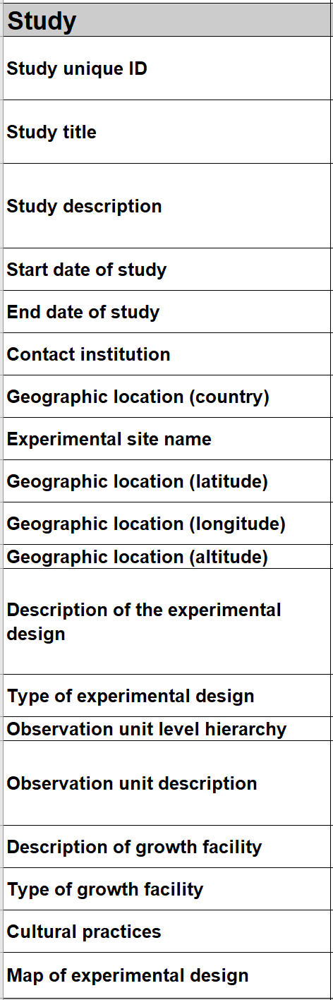 Study
Study unique ID
Study title
Study description
Start date of study
End date of study
Contact institution
Geographic location (country)
Experimental site name
Geographic location (latitude)
Geographic location (longitude)
Geographic location (altitude)
Description of the experimental
design
Type of experimental design
Observation unit level hierarchy
Observation unit description
Description of growth facility
Type of growth facility
Cultural practices
Map of experimental design